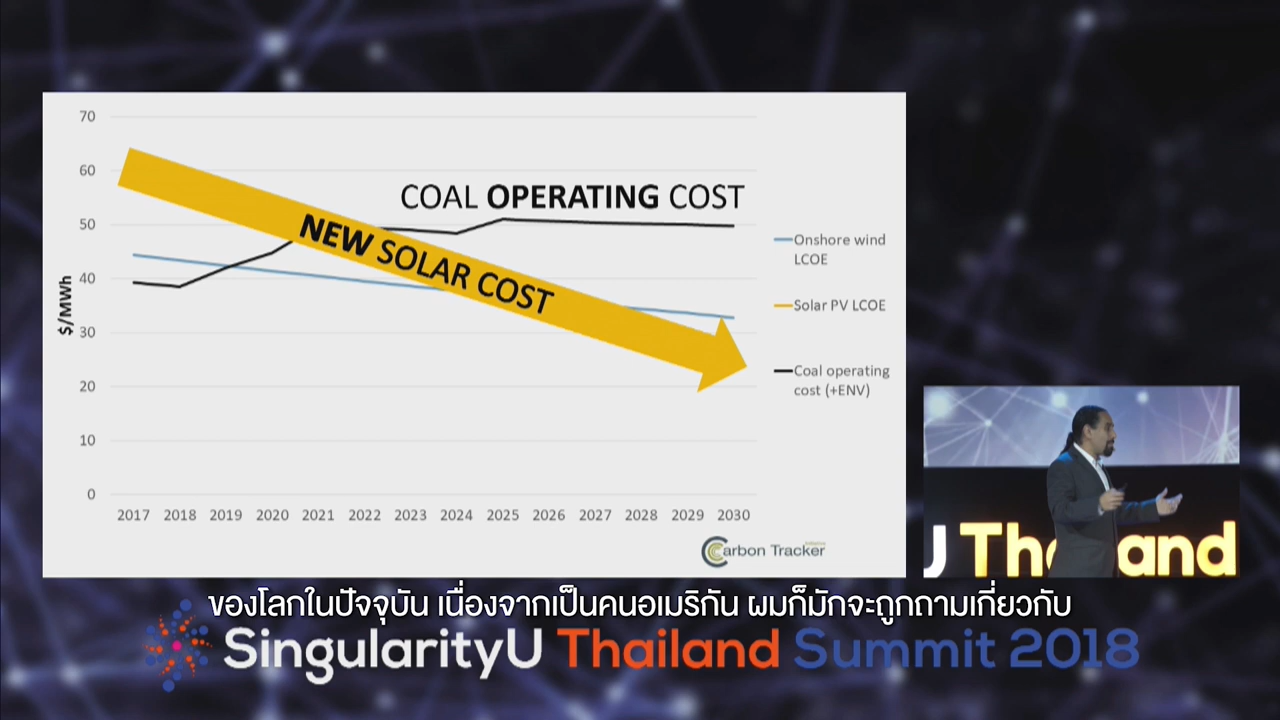 70
60
50
40
30
20
10
0
$/MWh
COAL OPERATING COST
NEW SOLAR COST
Onshore wind
LCOE
Solar PV LCOE
Coal operating
cost (+ENV)
2017 2018 2019 2020 2021 2022 2023 2024 2025 2026 2027 2028 2029 2030
Carbon Tracker
initiative
U Thailand
ของโลกในปัจจุบัน เนื่องจากเป็นคนอเมริกัน ผมก็มักจะถูกถามเกี่ยวกับ
SingularityU Thailand Summit 2018